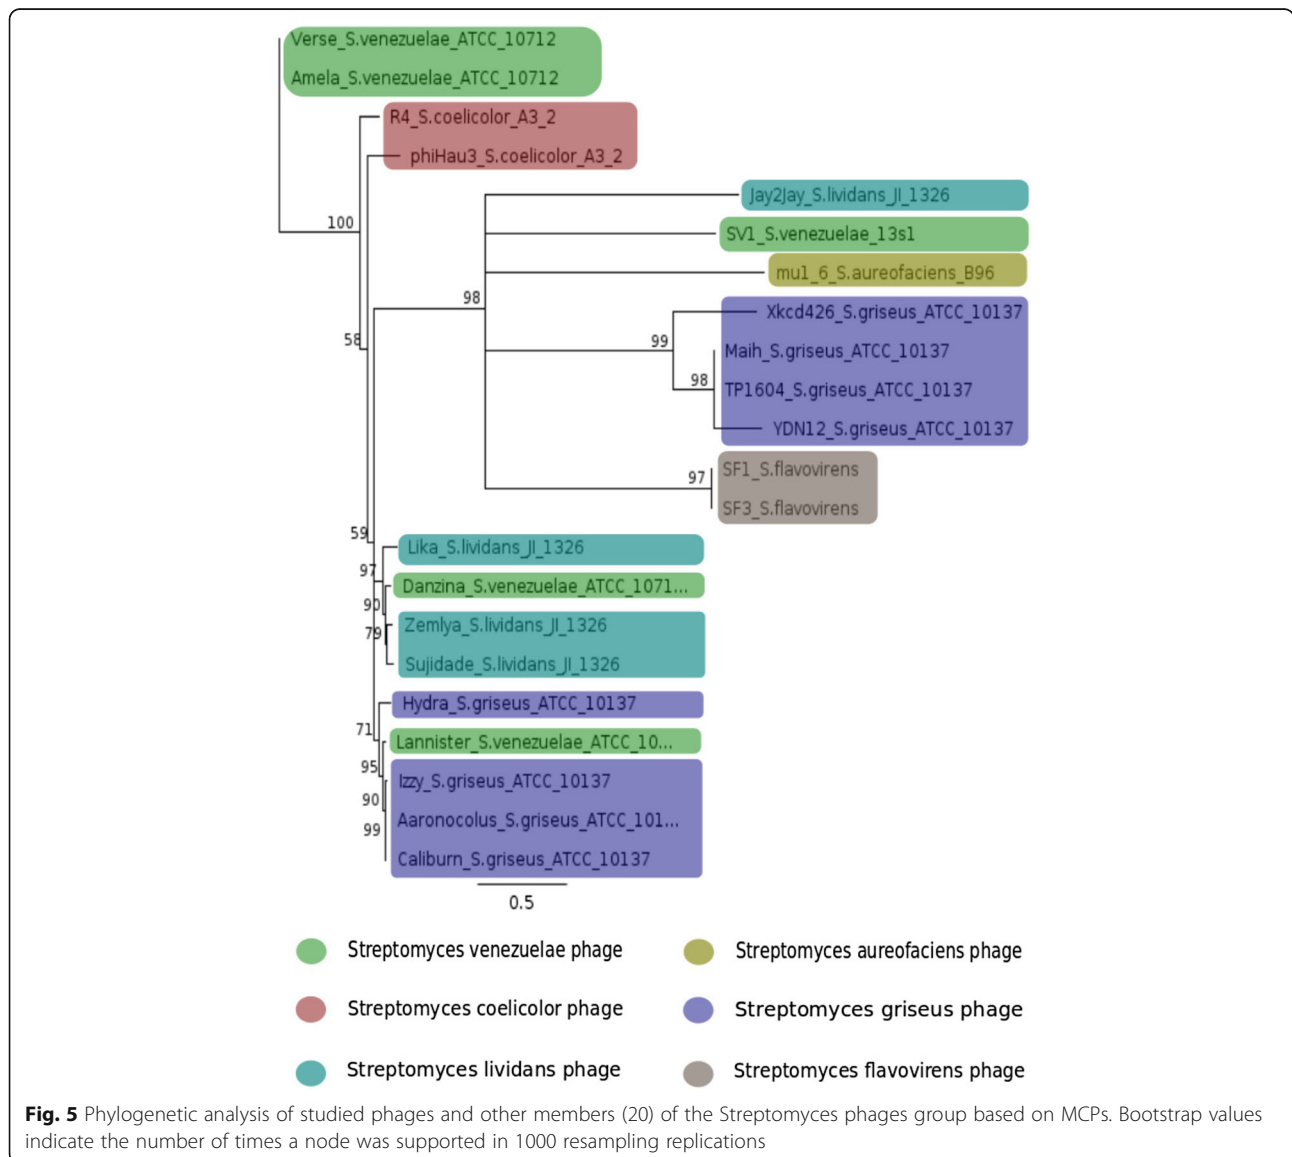 Verse_S.venezuelae_ATCC_10712
Amela_S.venezuelae_ATCC_10712
R4_S.coelicolor_A3_2
phiHau3_S.coelicolor_A3_2
Jay2Jay_S.lividans_JI_1326
100
SV1_S.venezuelae_13s1
mu1_6_S.aureofaciens_B96
98
Xkcd426_S.griseus_ATCC_10137
58
99
Maih_S.griseus_ATCC_10137
98
TP1604_S.griseus_ATCC_10137
YDN12_S.griseus_ATCC_10137
97
SF1_S.flavovirens
SF3_S.flavovirens
59
Lika_S.lividans_JI_1326
97
Danzina_S.venezuelae_ATCC_1071...
90
Zemlya_S.lividans_JI_1326
79
Sujidade_S.lividans_JI_1326
Hydra_S.griseus_ATCC_10137
71
Lannister_S.venezuelae_ATCC_10...
95
Izzy_S.griseus_ATCC_10137
90
Aaronocolus_S.griseus_ATCC_101...
99
Caliburn_S.griseus_ATCC_10137
0.5
Streptomyces venezuelae phage
Streptomyces aureofaciens phage
Streptomyces coelicolor phage
Streptomyces griseus phage
Streptomyces lividans phage
Streptomyces flavovirens phage
Fig. 5 Phylogenetic analysis of studied phages and other members (20) of the Streptomyces phages group based on MCPs. Bootstrap values
indicate the number of times a node was supported in 1000 resampling replications